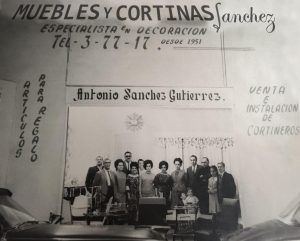 MUEBLES Y CORTINAS Sanchez
ESPECIALISTA en DECORACION
TEL-3-77-17. DESDE 1951
ARTICULOS
PARA REGALO
Antonio Sanchez Gutierrez.
VENTA
E
INSTALACION
DE
CORTINEROS